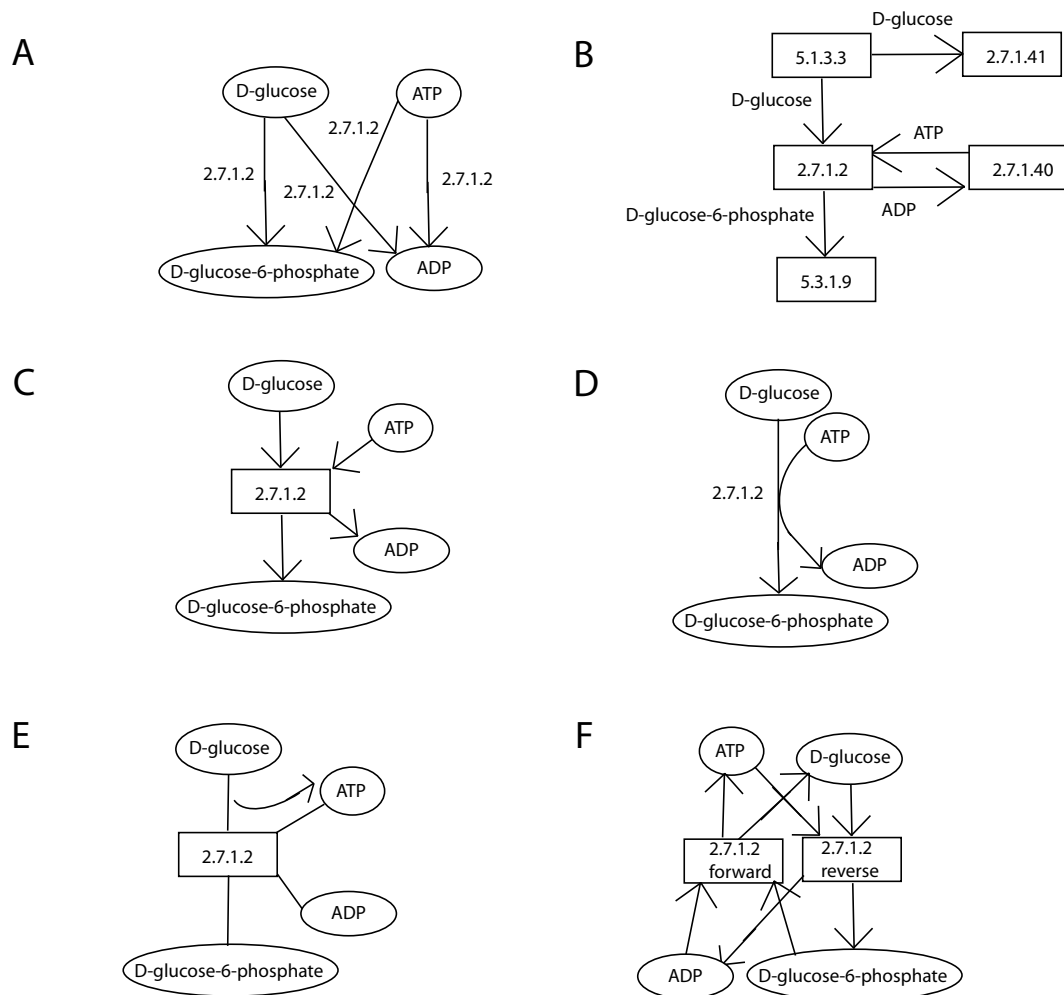 A
D-glucose
ATP
2.7.1.2
2.7.1.2
2.7.1.2
2.7.1.2
D-glucose-6-phosphate
ADP
B
D-glucose
5.1.3.3
2.7.1.41
D-glucose
ATP
2.7.1.2
2.7.1.40
D-glucose-6-phosphate
ADP
5.3.1.9
C
D-glucose
ATP
2.7.1.2
ADP
D-glucose-6-phosphate
D
D-glucose
ATP
2.7.1.2
ADP
D-glucose-6-phosphate
E
D-glucose
ATP
2.7.1.2
ADP
D-glucose-6-phosphate
F
ATP
D-glucose
2.7.1.2
forward
2.7.1.2
reverse
ADP
D-glucose-6-phosphate